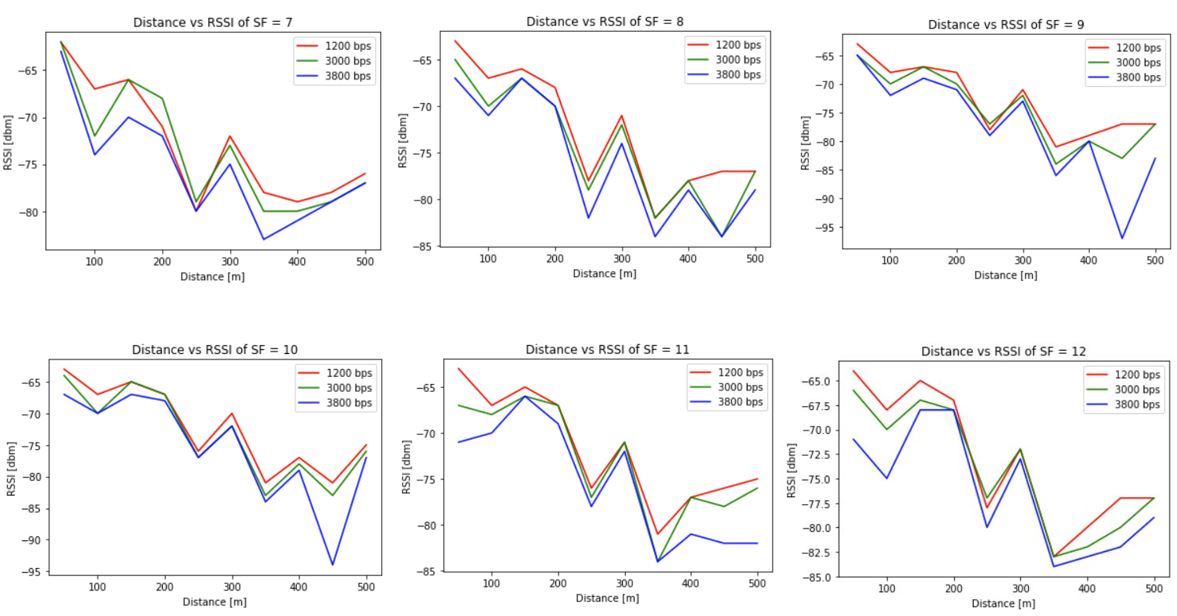 Distance vs RSSI of SF = 7
1200 bps
3000 bps
3800 bps
−65
−70
−75
−80
RSSI [dbm]
100 200 300 400 500
Distance [m]
Distance vs RSSI of SF = 8
1200 bps
3000 bps
3800 bps
−65
−70
−75
−80
−85
RSSI [dbm]
100 200 300 400 500
Distance [m]
Distance vs RSSI of SF = 9
1200 bps
3000 bps
3800 bps
−65
−70
−75
−80
−85
−90
−95
RSSI [dbm]
100 200 300 400 500
Distance [m]
Distance vs RSSI of SF = 10
1200 bps
3000 bps
3800 bps
−65
−70
−75
−80
−85
−90
−95
RSSI [dbm]
100 200 300 400 500
Distance [m]
Distance vs RSSI of SF = 11
1200 bps
3000 bps
3800 bps
−65
−70
−75
−80
−85
RSSI [dbm]
100 200 300 400 500
Distance [m]
Distance vs RSSI of SF = 12
1200 bps
3000 bps
3800 bps
−65.0
−67.5
−70.0
−72.5
−75.0
−77.5
−80.0
−82.5
−85.0
RSSI [dbm]
100 200 300 400 500
Distance [m]